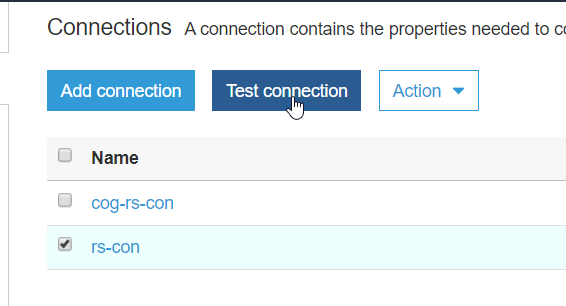 Connections A connection contains the properties needed to co
Add connection Test connection Action
Name
cog-rs-con
rs-con